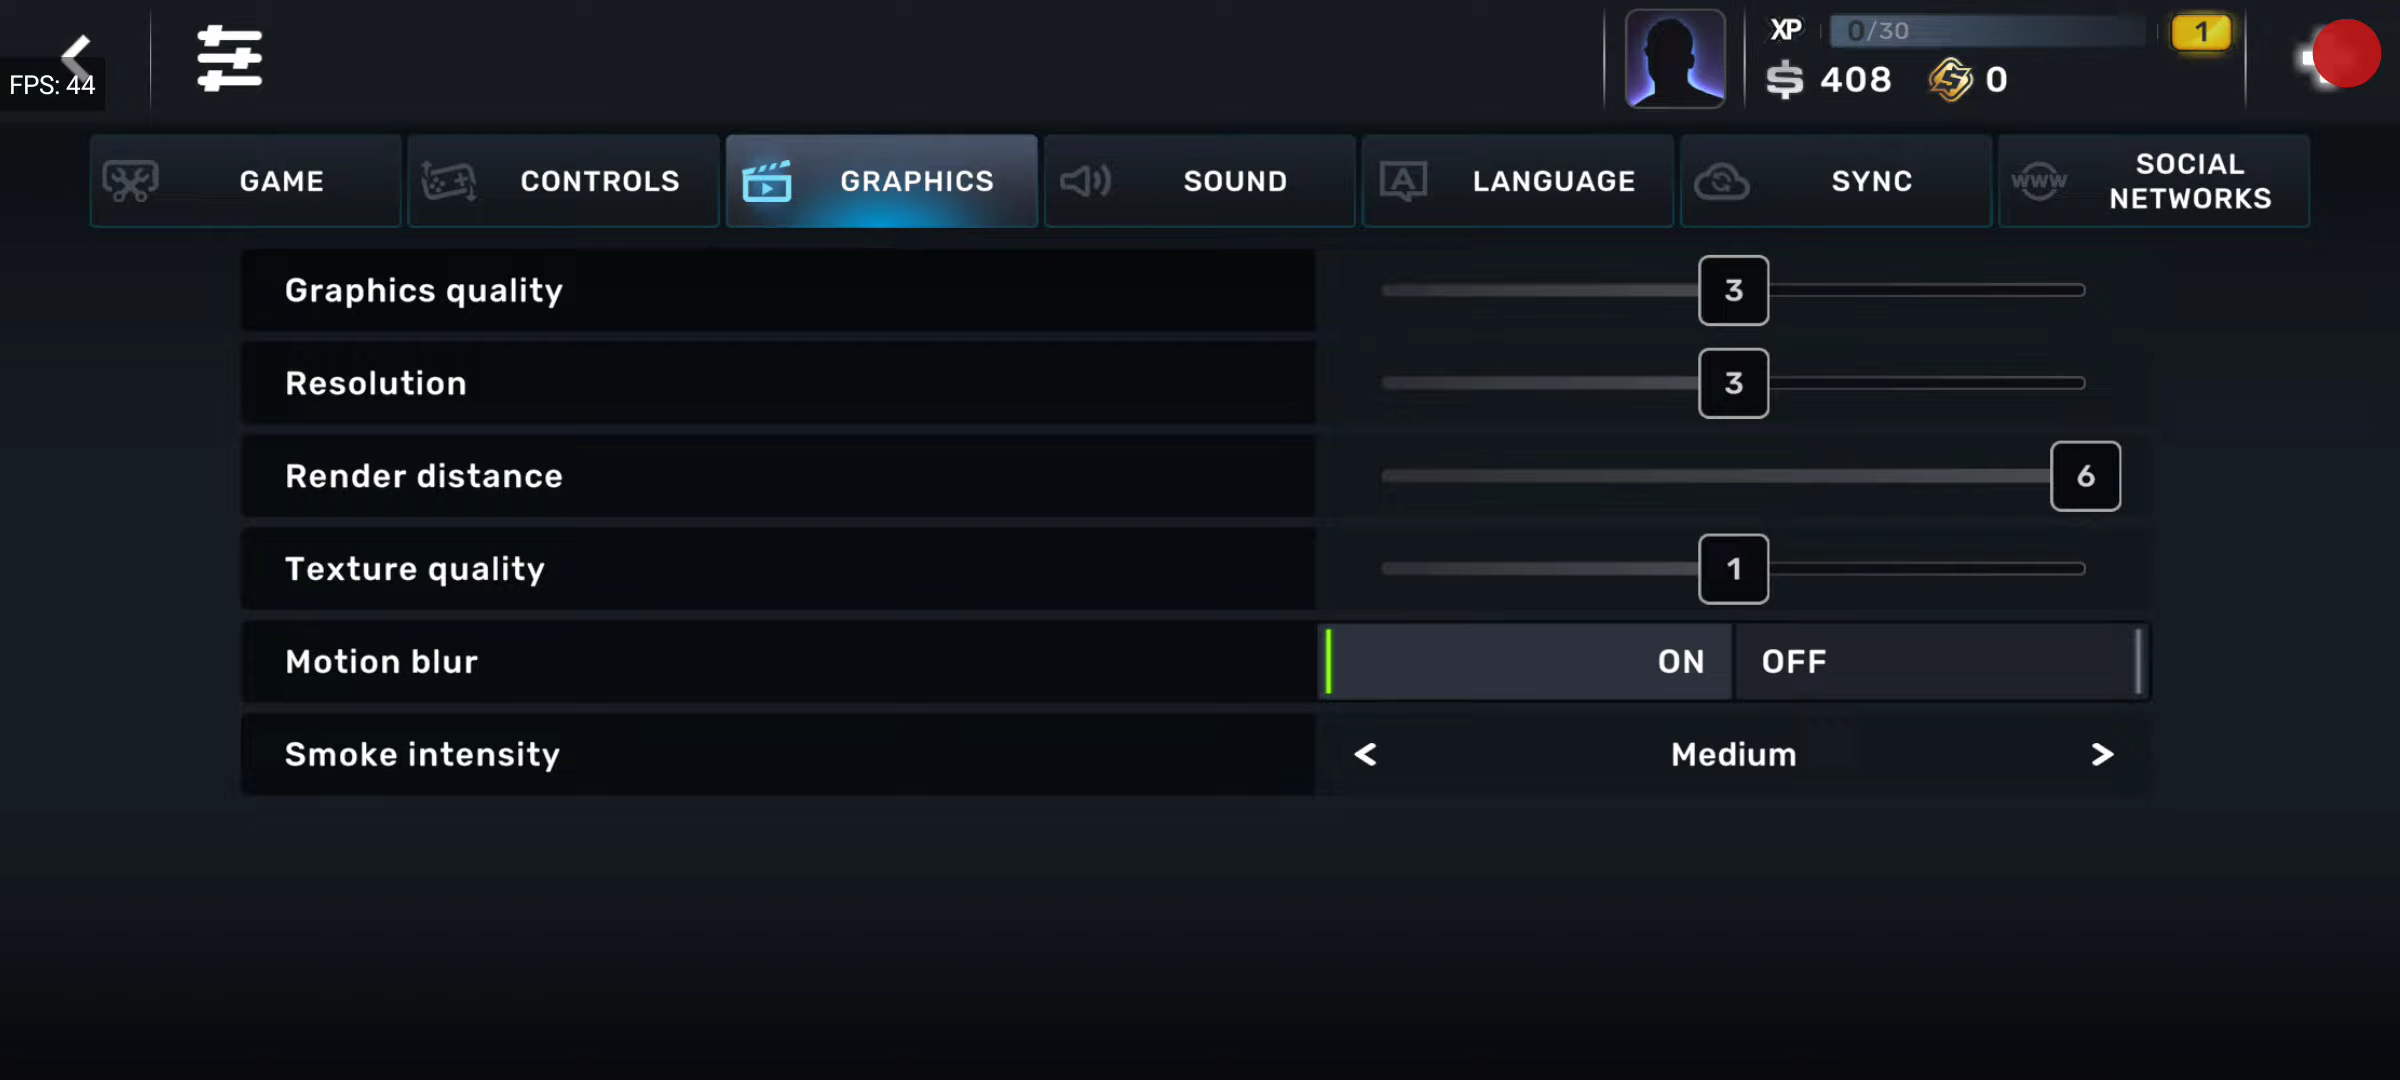 FPS: 44
XP
0/30
1
408
0
GAME
CONTROLS
GRAPHICS
SOUND
LANGUAGE
SYNC
SOCIAL
NETWORKS
Graphics quality
3
Resolution
3
Render distance
6
Texture quality
1
Motion blur
ON
OFF
Smoke intensity
< Medium >